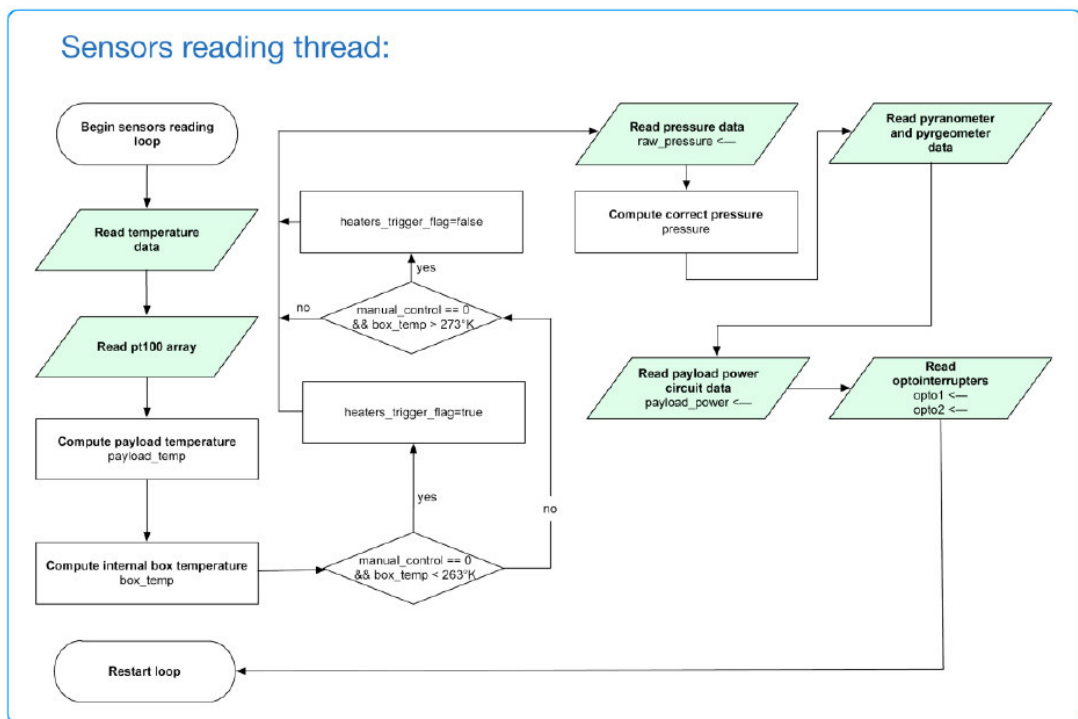 Sensors reading thread:
Begin sensors reading
loop
Read temperature
data
Read pt100 array
Compute payload temperature
payload_temp
Compute internal box temperature
box_temp
manual_control == 0
&& box_temp < 263°K
yes
no
heaters_trigger_flag=true
manual_control == 0
&& box_temp > 273°K
yes
no
heaters_trigger_flag=false
Read pressure data
raw_pressure <—
Compute correct pressure
pressure
Read pyranometer
and pyrgeometer
data
Read payload power
circuit data
payload_power <—
Read
optointerrupters
opto1 <—
opto2 <—
Restart loop